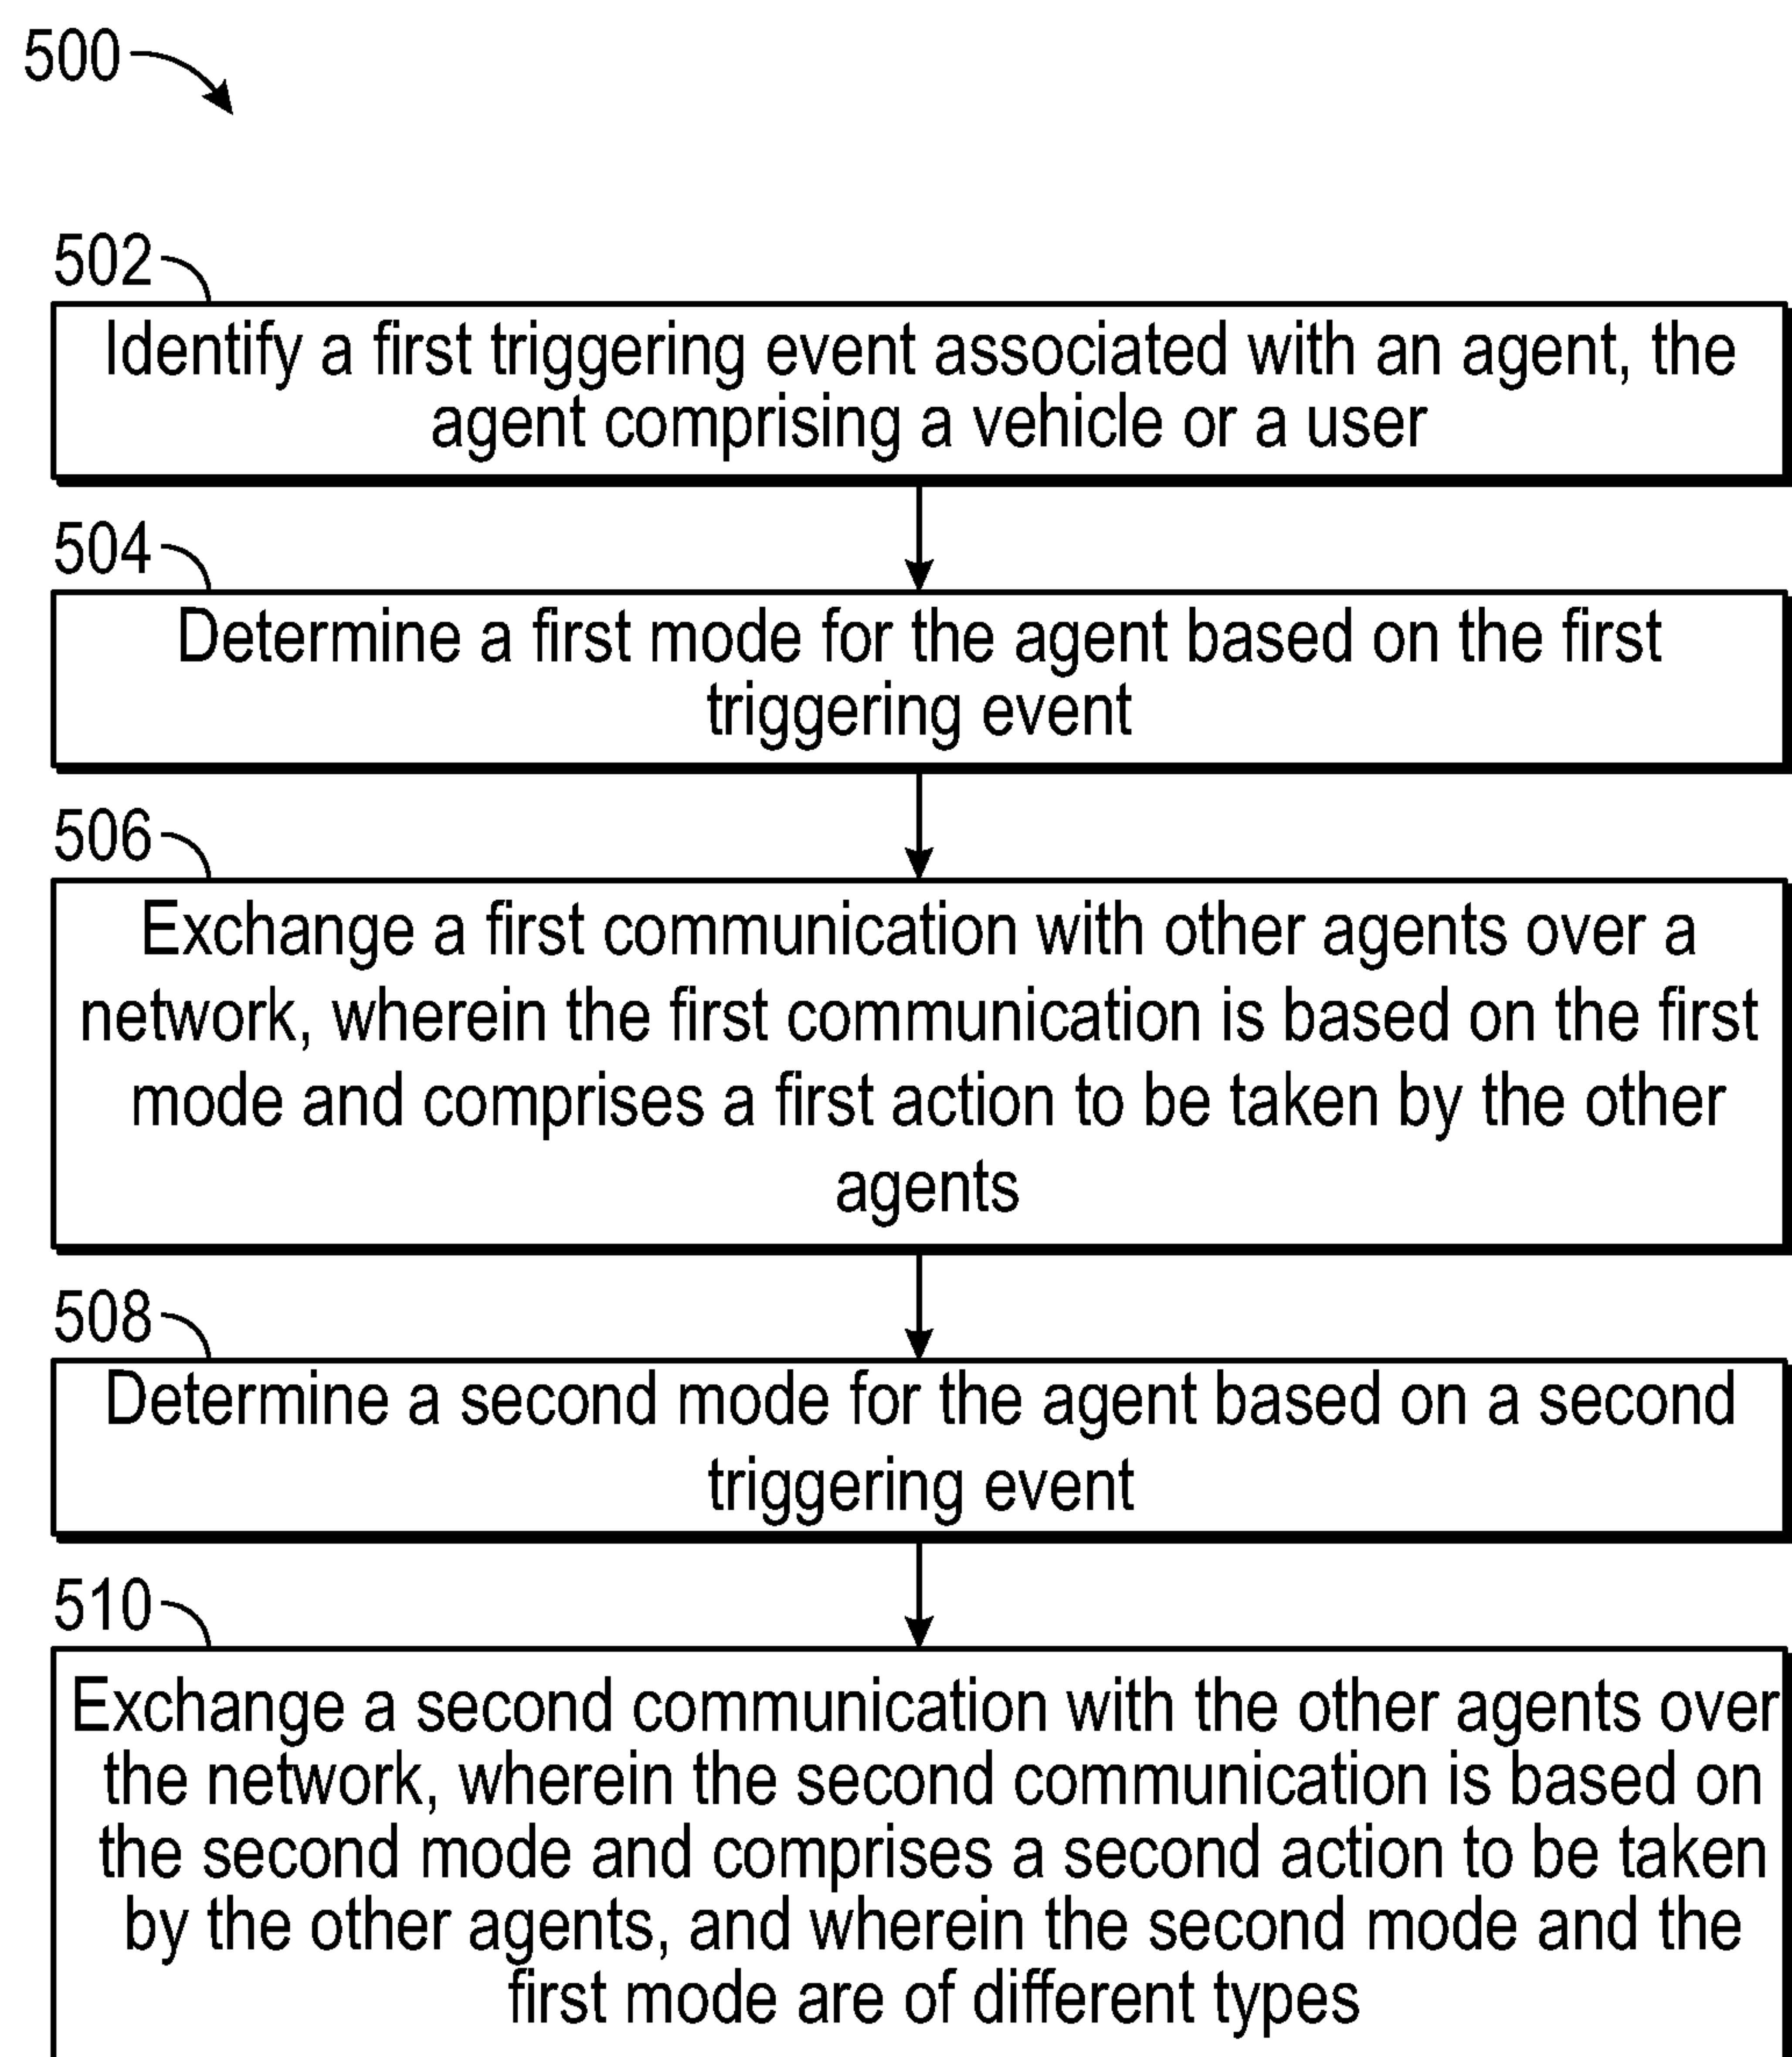 500
502
Identify a first triggering event associated with an agent, the
agent comprising a vehicle or a user
504
Determine a first mode for the agent based on the first
triggering event
506
Exchange a first communication with other agents over a
network, wherein the first communication is based on the first
mode and comprises a first action to be taken by the other
agents
508
Determine a second mode for the agent based on a second
triggering event
510
Exchange a second communication with the other agents over
the network, wherein the second communication is based on
the second mode and comprises a second action to be taken
by the other agents, and wherein the second mode and the
first mode are of different types